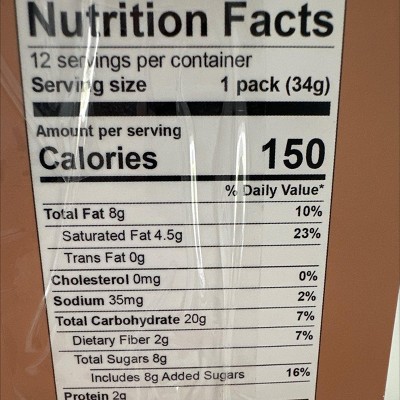 Nutrition Facts
12 servings per container
Serving size 1 pack (34g)
Amount per serving
Calories 150
% Daily Value*
Total Fat 8g 10%
Saturated Fat 4.5g 23%
Trans Fat 0g
Cholesterol 0mg 0%
Sodium 35mg 2%
Total Carbohydrate 20g 7%
Dietary Fiber 2g 7%
Total Sugars 8g
Includes 8g Added Sugars 16%
Protein 2g